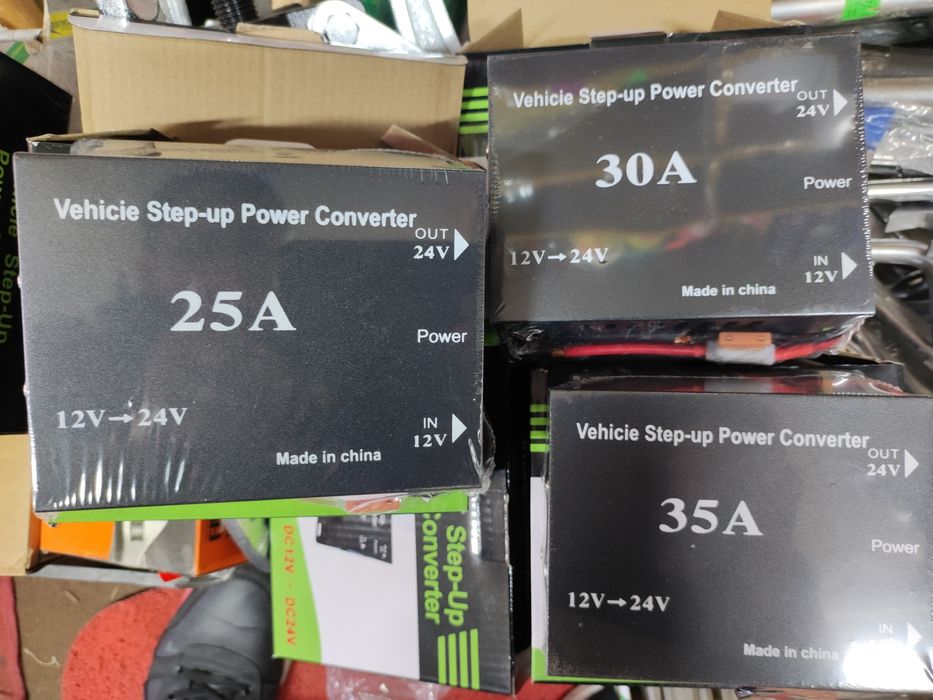 Vehicie Step-up Power Converter
OUT
24V
25A
Power
12V→24V
IN
12V
Made in china
Vehicie Step-up Power Converter
OUT
24V
30A
Power
12V→24V
IN
12V
Made in china
Vehicie Step-up Power Converter
OUT
24V
35A
Power
12V→24V
IN
Made in china
Step-Up
Converter
DC12V - DC24V
Step-Up